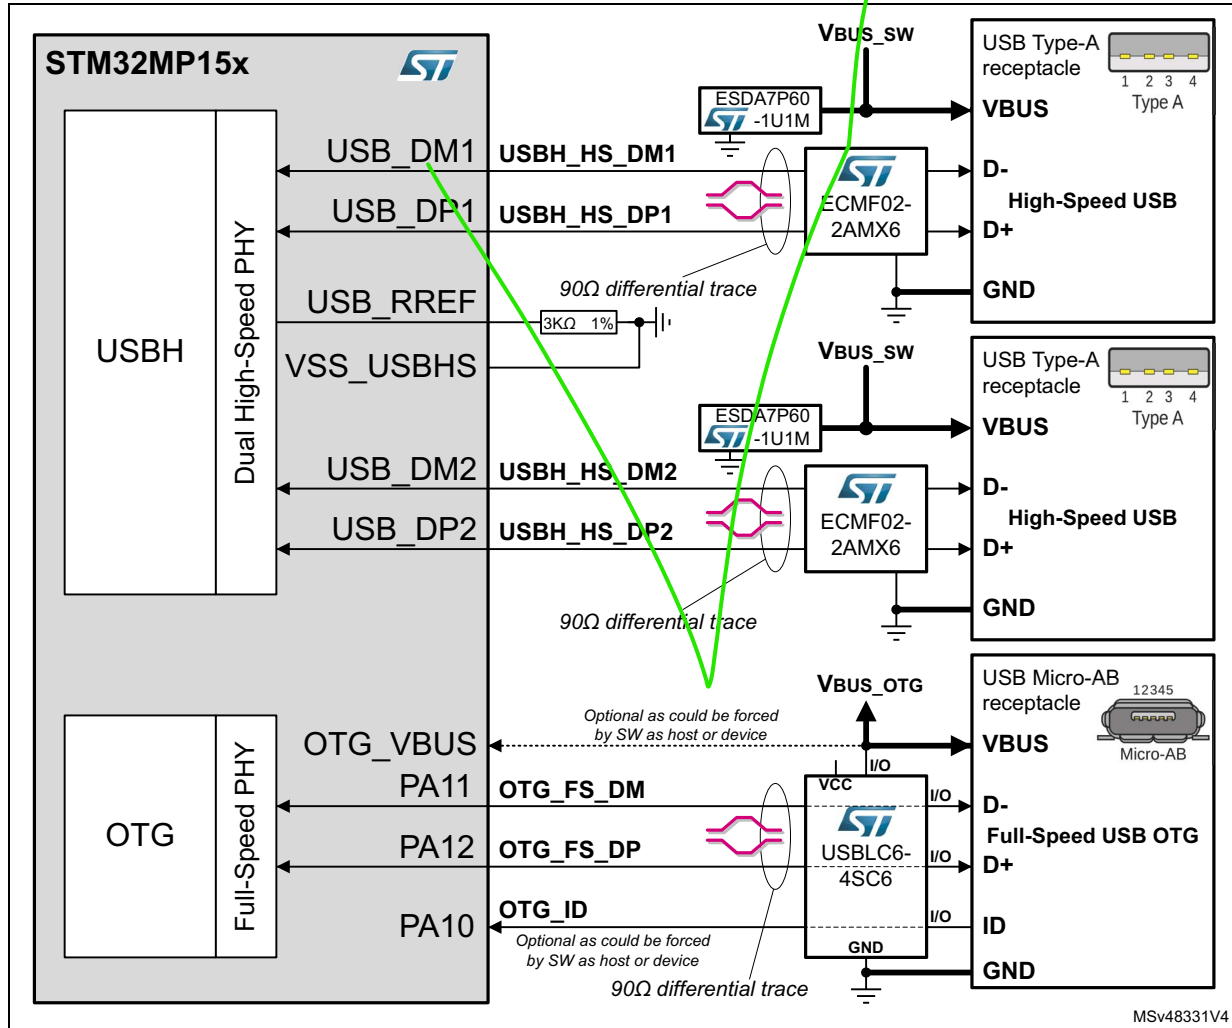 STM32MP15x
USBH
Dual High-Speed PHY
USB_DM1
USB_DP1
USB_RREF
VSS_USBHS
USB_DM2
USB_DP2
USBH_HS_DM1
USBH_HS_DP1
90Ω differential trace
3KΩ 1%
USBH_HS_DM2
USBH_HS_DP2
90Ω differential trace
VBUS_SW
ESDA7P60
-1U1M
ECMF02-
2AMX6
USB Type-A
receptacle
1 2 3 4
Type A
VBUS
D-
High-Speed USB
D+
GND
VBUS_SW
ESDA7P60
-1U1M
ECMF02-
2AMX6
USB Type-A
receptacle
1 2 3 4
Type A
VBUS
D-
High-Speed USB
D+
GND
OTG
Full-Speed PHY
OTG_VBUS
PA11
PA12
PA10
Optional as could be forced
by SW as host or device
OTG_FS_DM
OTG_FS_DP
OTG_ID
Optional as could be forced
by SW as host or device
90Ω differential trace
VBUS_OTG
VCC
I/O
USBLC6-
4SC6
GND
I/O
I/O
I/O
USB Micro-AB
receptacle
12345
Micro-AB
VBUS
D-
Full-Speed USB OTG
D+
ID
GND
MSv48331V4